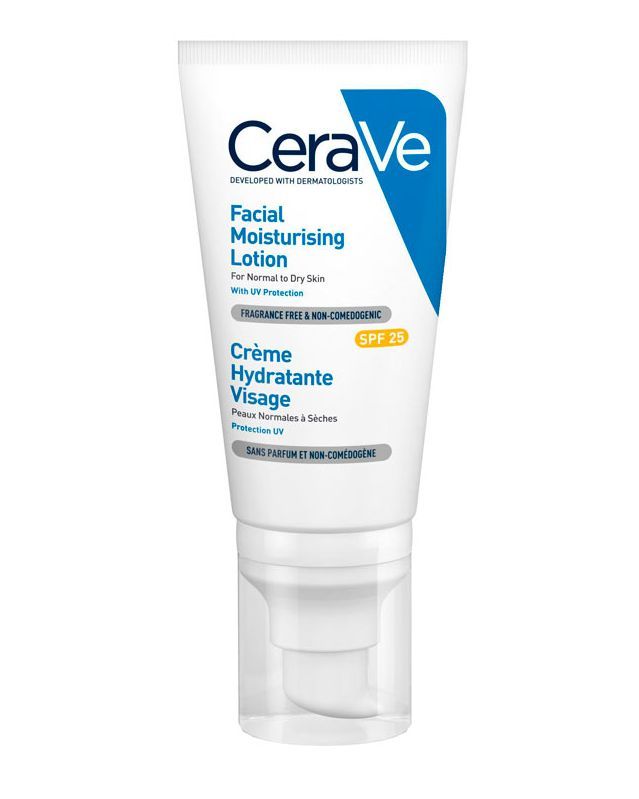 CeraVe
DEVELOPED WITH DERMATOLOGISTS
Facial
Moisturising
Lotion
For Normal to Dry Skin
With UV Protection
FRAGRANCE FREE & NON-COMEDOGENIC
SPF 25
Crème
Hydratante
Visage
Peaux Normales à Sèches
Protection UV
SANS PARFUM ET NON-COMÉDOGÈNE